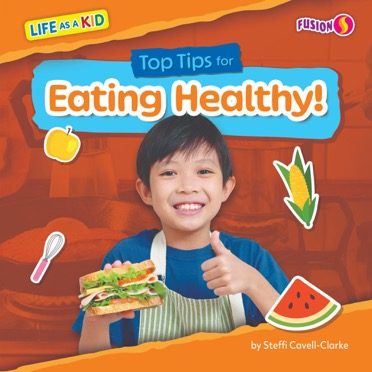 LIFE AS A KID
FUSION
Top Tips for
Eating Healthy!
by Steffi Cavell-Clarke